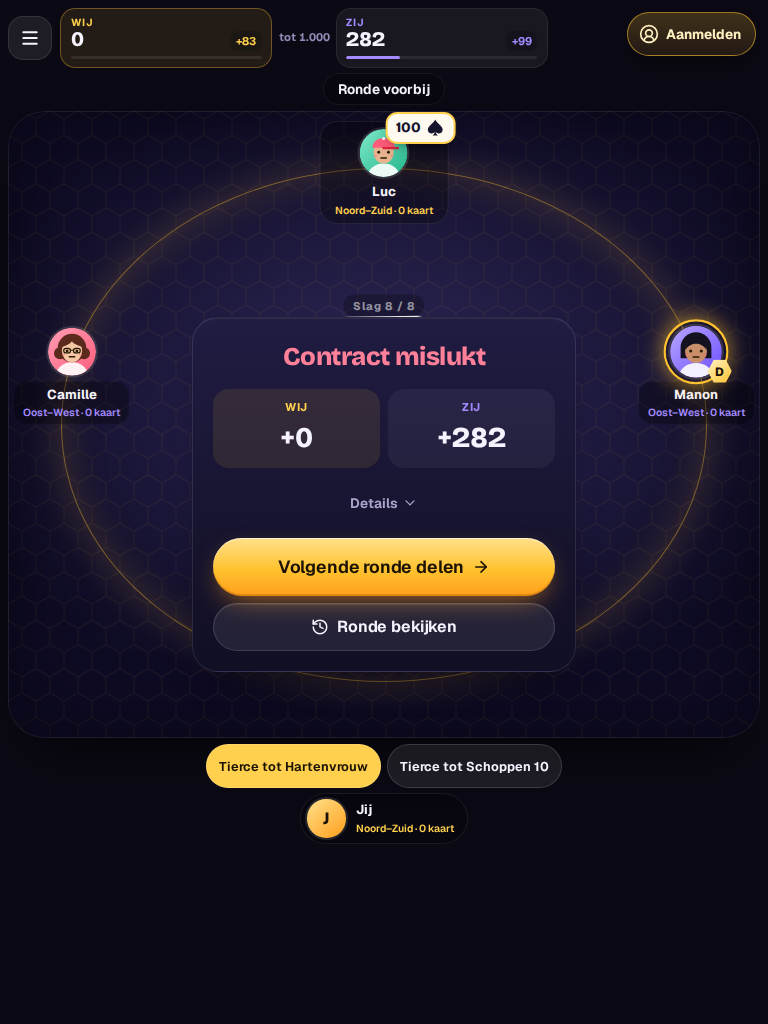 WIJ
0
+83
tot 1.000
ZIJ
282
+99
Aanmelden
Ronde voorbij
100
Luc
Noord–Zuid · 0 kaart
Slag 8 / 8
Camille
Oost–West · 0 kaart
D
Manon
Oost–West · 0 kaart
Contract mislukt
WIJ
+0
ZIJ
+282
Details
Volgende ronde delen
Ronde bekijken
Tierce tot Hartenvrouw
Tierce tot Schoppen 10
J
Jij
Noord–Zuid · 0 kaart